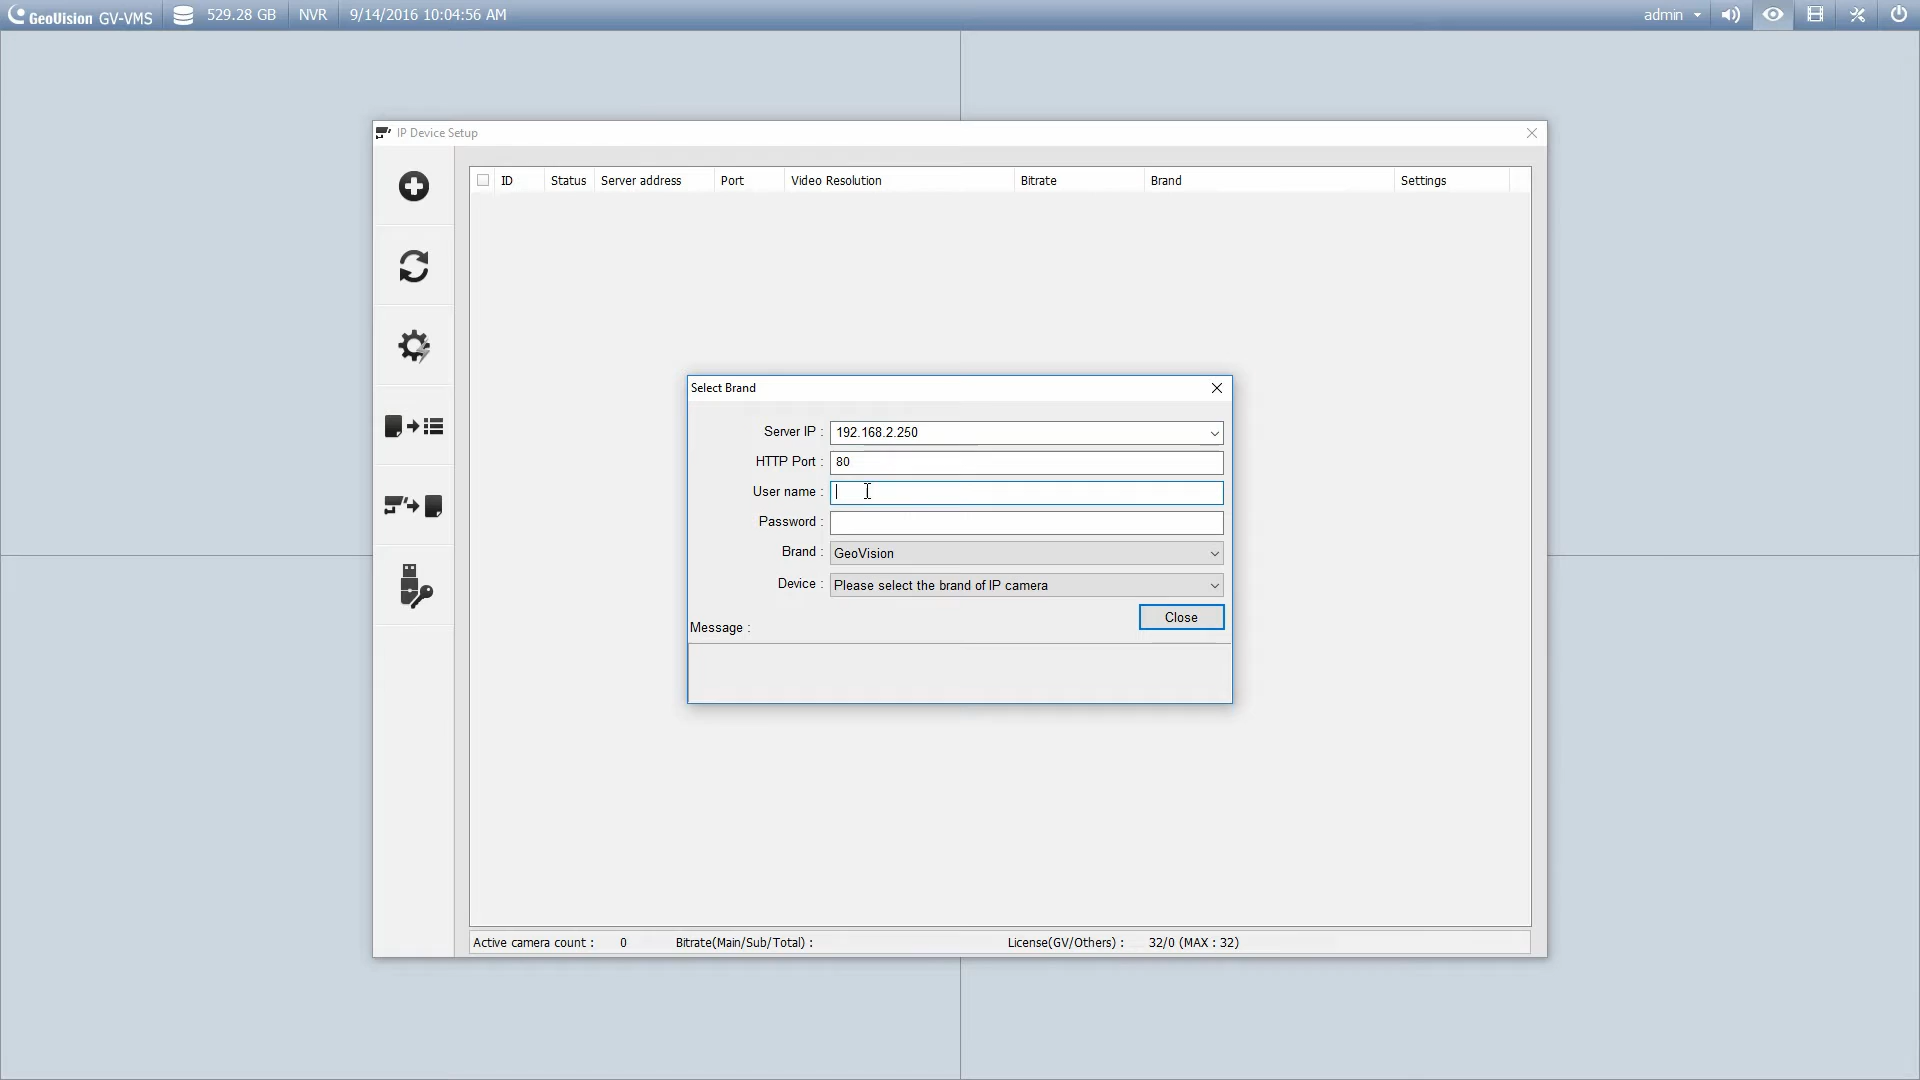 GeoVision GV-VMS 529.28 GB NVR 9/14/2016 10:04:56 AM admin
IP Device Setup
ID Status Server address Port Video Resolution Bitrate Brand Settings
Select Brand
Server IP : 192.168.2.250
HTTP Port : 80
User name :
Password :
Brand : GeoVision
Device : Please select the brand of IP camera
Close
Message :
Active camera count : 0 Bitrate(Main/Sub/Total) : License(GV/Others) : 32/0 (MAX : 32)